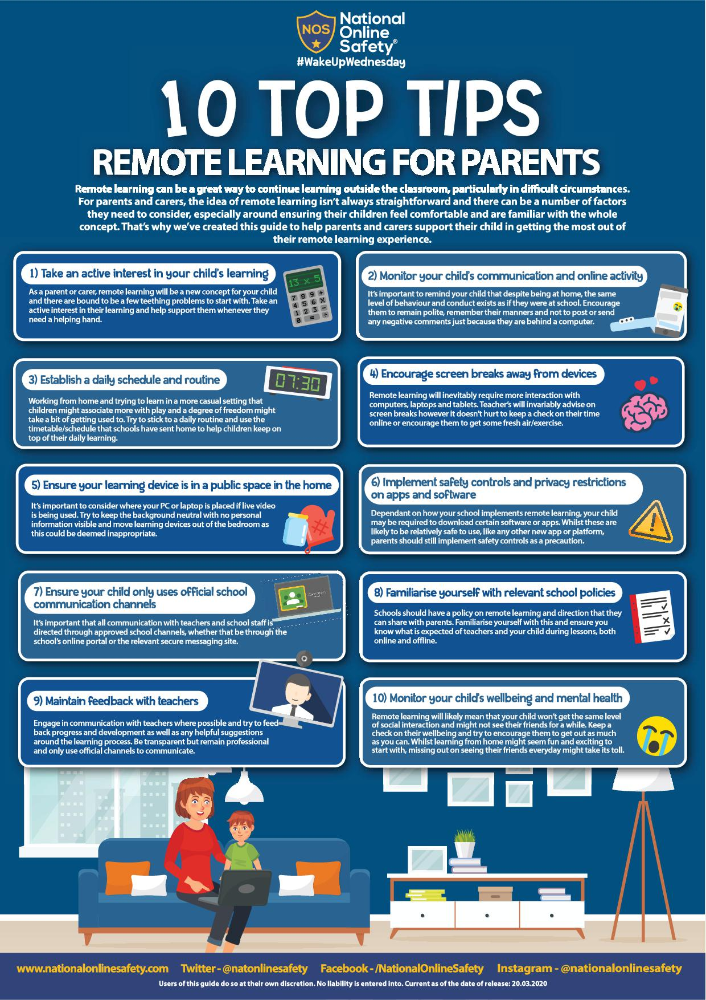 NOS
National
Online
Safety®
#WakeUpWednesday
10 TOP TIPS
REMOTE LEARNING FOR PARENTS
Remote learning can be a great way to continue learning outside the classroom, particularly in difficult circumstances.
For parents and carers, the idea of remote learning isn't always straightforward and there can be a number of factors
they need to consider, especially around ensuring their children feel comfortable and are familiar with the whole
concept. That's why we've created this guide to help parents and carers support their child in getting the most out of
their remote learning experience.
1) Take an active interest in your child's learning
As a parent or carer, remote learning will be a new concept for your child
and there are bound to be a few teething problems to start with. Take an
active interest in their learning and help support them whenever they
need a helping hand.
13 x 5
7 8 9 +
4 5 6 X
1 2 3 -
0 = ÷
2) Monitor your child's communication and online activity
It's important to remind your child that despite being at home, the same
level of behaviour and conduct exists as if they were at school. Encourage
them to remain polite, remember their manners and not to post or send
any negative comments just because they are behind a computer.
3) Establish a daily schedule and routine
07:30
Working from home and trying to learn in a more casual setting that
children might associate more with play and a degree of freedom might
take a bit of getting used to. Try to stick to a daily routine and use the
timetable/schedule that schools have sent home to help children keep on
top of their daily learning.
4) Encourage screen breaks away from devices
Remote learning will inevitably require more interaction with
computers, laptops and tablets. Teacher's will invariably advise on
screen breaks however it doesn't hurt to keep a check on their time
online or encourage them to get some fresh air/exercise.
5) Ensure your learning device is in a public space in the home
It's important to consider where your PC or laptop is placed if live video
is being used. Try to keep the background neutral with no personal
information visible and move learning devices out of the bedroom as
this could be deemed inappropriate.
6) Implement safety controls and privacy restrictions
on apps and software
Dependant on how your school implements remote learning, your child
may be required to download certain software or apps. Whilst these are
likely to be relatively safe to use, like any other new app or platform,
parents should still implement safety controls as a precaution.
7) Ensure your child only uses official school
communication channels
It's important that all communication with teachers and school staff is
directed through approved school channels, whether that be through the
school's online portal or the relevant secure messaging site.
8) Familiarise yourself with relevant school policies
Schools should have a policy on remote learning and direction that they
can share with parents. Familiarise yourself with this and ensure you
know what is expected of teachers and your child during lessons, both
online and offline.
9) Maintain feedback with teachers
Engage in communication with teachers where possible and try to feed
back progress and development as well as any helpful suggestions
around the learning process. Be transparent but remain professional
and only use official channels to communicate.
10) Monitor your child's wellbeing and mental health
Remote learning will likely mean that your child won't get the same level
of social interaction and might not see their friends for a while. Keep a
check on their wellbeing and try to encourage them to get out as much
as you can. Whilst learning from home might seem fun and exciting to
start with, missing out on seeing their friends everyday might take its toll.
www.nationalonlinesafety.com Twitter - @natonlinesafety Facebook - /NationalOnlineSafety Instagram - @nationalonlinesafety
Users of this guide do so at their own discretion. No liability is entered into. Current as of the date of release: 20.03.2020